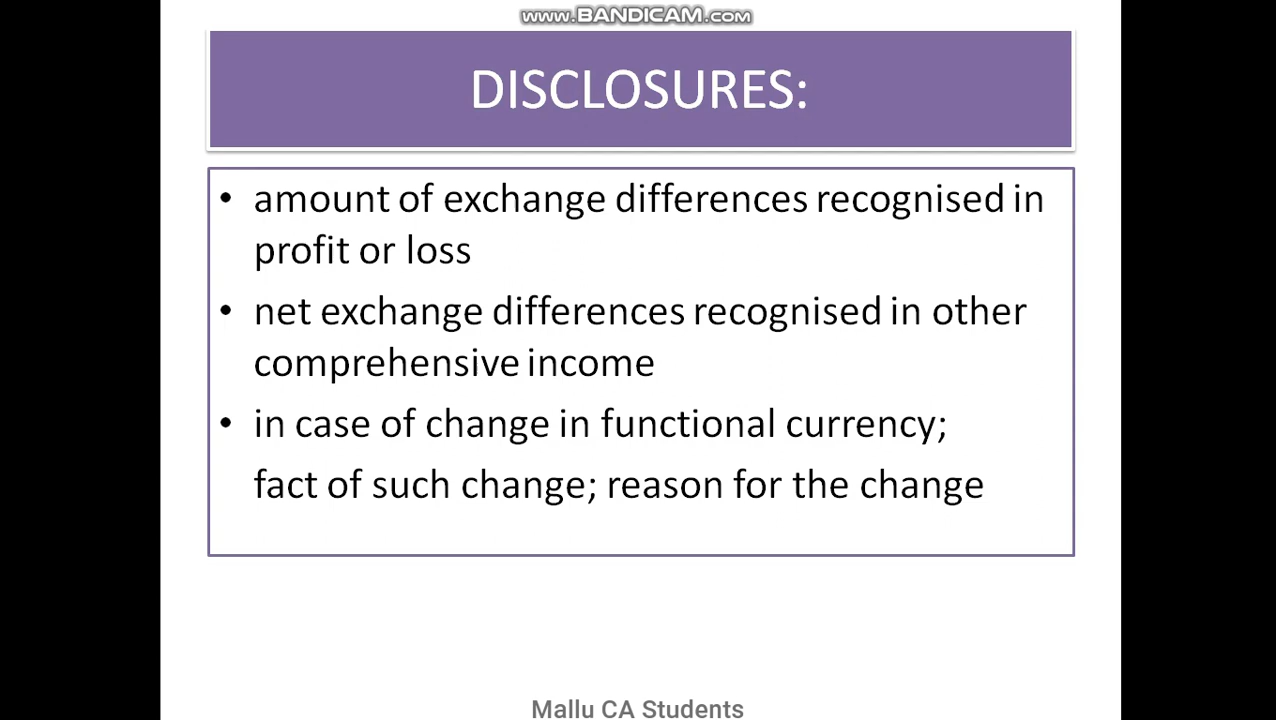 www.BANDICAM.com
DISCLOSURES:
• amount of exchange differences recognised in
profit or loss
• net exchange differences recognised in other
comprehensive income
• in case of change in functional currency;
fact of such change; reason for the change
Mallu CA Students